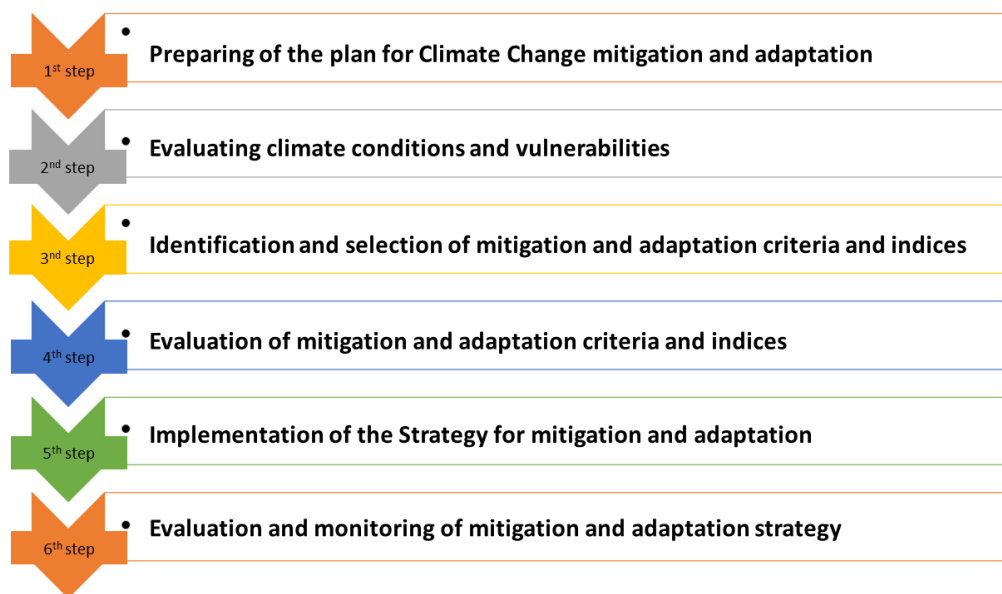 1st step
• Preparing of the plan for Climate Change mitigation and adaptation
2nd step
• Evaluating climate conditions and vulnerabilities
3nd step
• Identification and selection of mitigation and adaptation criteria and indices
4th step
• Evaluation of mitigation and adaptation criteria and indices
5th step
• Implementation of the Strategy for mitigation and adaptation
6th step
• Evaluation and monitoring of mitigation and adaptation strategy